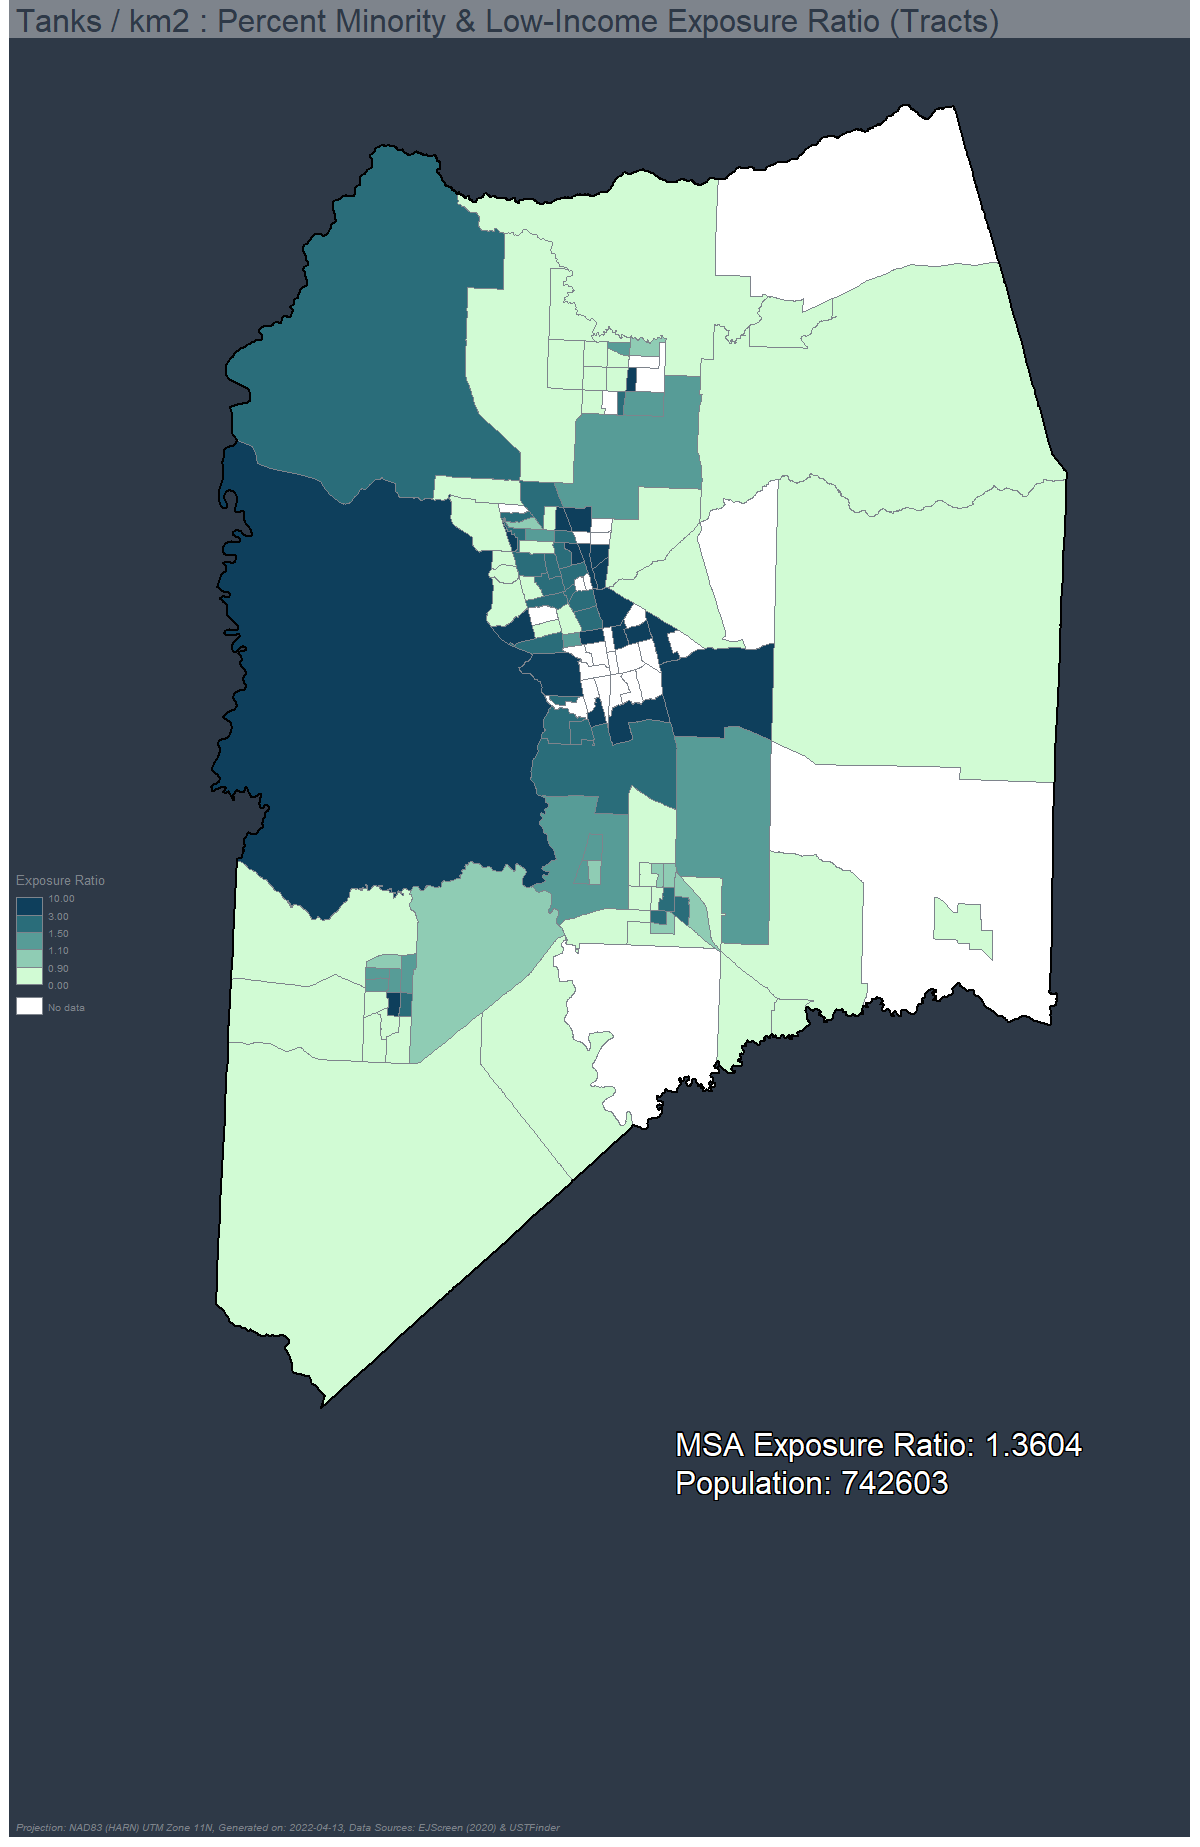 Tanks / km2 : Percent Minority & Low-Income Exposure Ratio (Tracts)
Exposure Ratio
10.00
3.00
1.50
1.10
0.90
0.00
No data
MSA Exposure Ratio: 1.3604
Population: 742603
Projection: NAD83 (HARN) UTM Zone 11N, Generated on: 2022-04-13, Data Sources: EJScreen (2020) & USTFinder